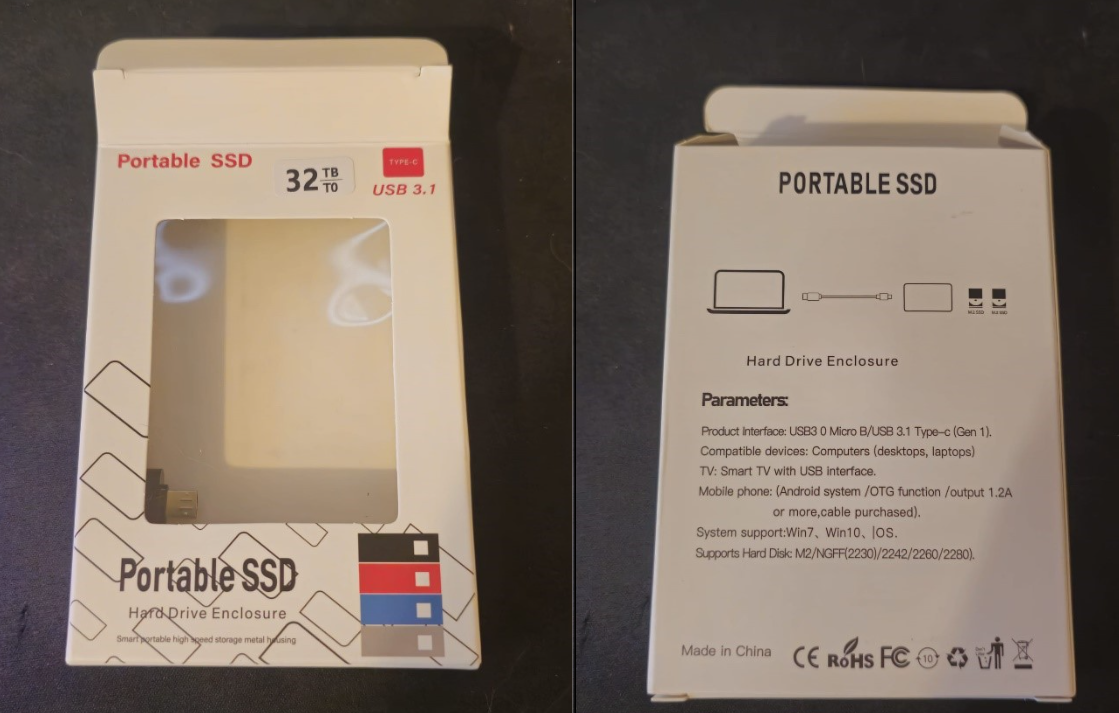 Portable SSD
32 TB
TO
TYPE-C
USB 3.1
Portable SSD
Hard Drive Enclosure
Smart portable high speed storage metal housing
PORTABLE SSD
Hard Drive Enclosure
Parameters:
Product Interface: USB3 0 Micro B/USB 3.1 Type-c (Gen 1).
Compatible devices: Computers (desktops, laptops)
TV: Smart TV with USB interface.
Mobile phone: (Android system /OTG function /output 1.2A
or more,cable purchased).
System support:Win7、Win10、|OS.
Supports Hard Disk: M2/NGFF(2230)/2242/2260/2280).
Made in China
CE RoHS FC 10